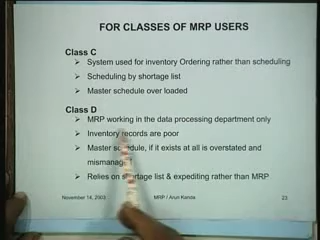 FOR CLASSES OF MRP USERS
Class C
System used for inventory Ordering rather than scheduling
Scheduling by shortage list
Master schedule over loaded
Class D
MRP working in the data processing department only
Inventory records are poor
Master schedule, if it exists at all is overstated and
mismanaged
Relies on shortage list & expediting rather than MRP
November 14, 2003
MRP / Arun Kanda
23